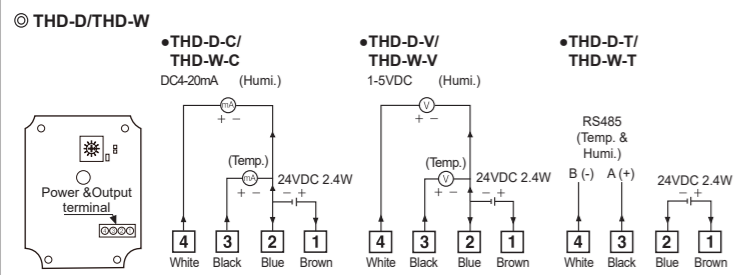 ◎ THD-D/THD-W
●THD-D-C/
THD-W-C
DC4-20mA (Humi.)
mA
+ −
(Temp.)
mA
+ −
24VDC 2.4W
− +
4 3 2 1
White Black Blue Brown
●THD-D-V/
THD-W-V
1-5VDC (Humi.)
V
+ −
(Temp.)
V
+ −
24VDC 2.4W
− +
4 3 2 1
White Black Blue Brown
●THD-D-T/
THD-W-T
RS485
(Temp. &
Humi.)
B (-) A (+)
24VDC 2.4W
− +
4 3 2 1
White Black Blue Brown
Power &Output
terminal